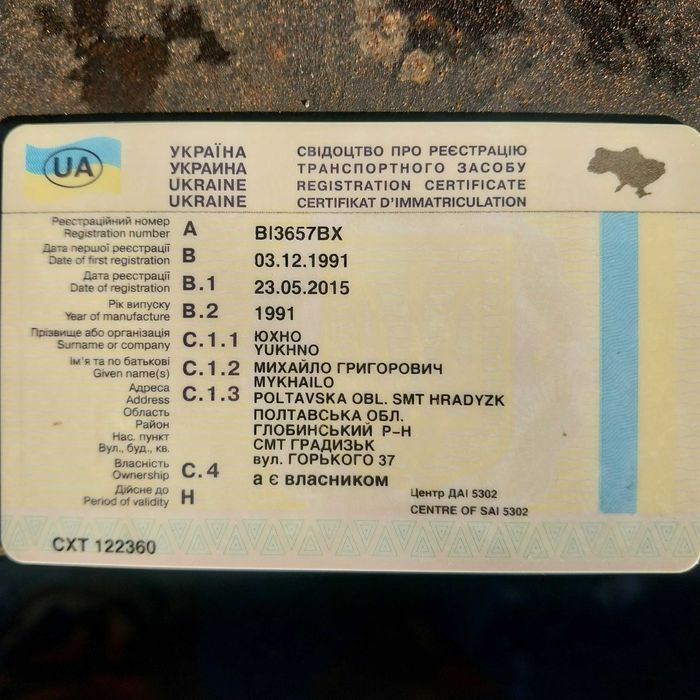 UA
УКРАЇНА СВІДОЦТВО ПРО РЕЄСТРАЦІЮ
УКРАИНА ТРАНСПОРТНОГО ЗАСОБУ
UKRAINE REGISTRATION CERTIFICATE
UKRAINE CERTIFIKAT D'IMMATRICULATION
Реєстраційний номер
Registration number A BI3657BX
Дата першої реєстрації
Date of first registration B 03.12.1991
Дата реєстрації
Date of registration B.1 23.05.2015
Рік випуску
Year of manufacture B.2 1991
Прізвище або організація C.1.1 ЮХНО
Surname or company YUKHNO
Ім'я та по батькові C.1.2 МИХАЙЛО ГРИГОРОВИЧ
Given name(s) MYKHAILO
Адреса C.1.3 POLTAVSKA OBL. SMT HRADYZK
Address
Область ПОЛТАВСЬКА ОБЛ.
Район ГЛОБИНСЬКИЙ Р-Н
Нас. пункт СМТ ГРАДИЗЬК
Вул., буд., кв. вул. ГОРЬКОГО 37
Власність
Ownership C.4 а є власником
Дійсне до
Period of validity H
Центр ДАІ 5302
CENTRE OF SAI 5302
CXT 122360